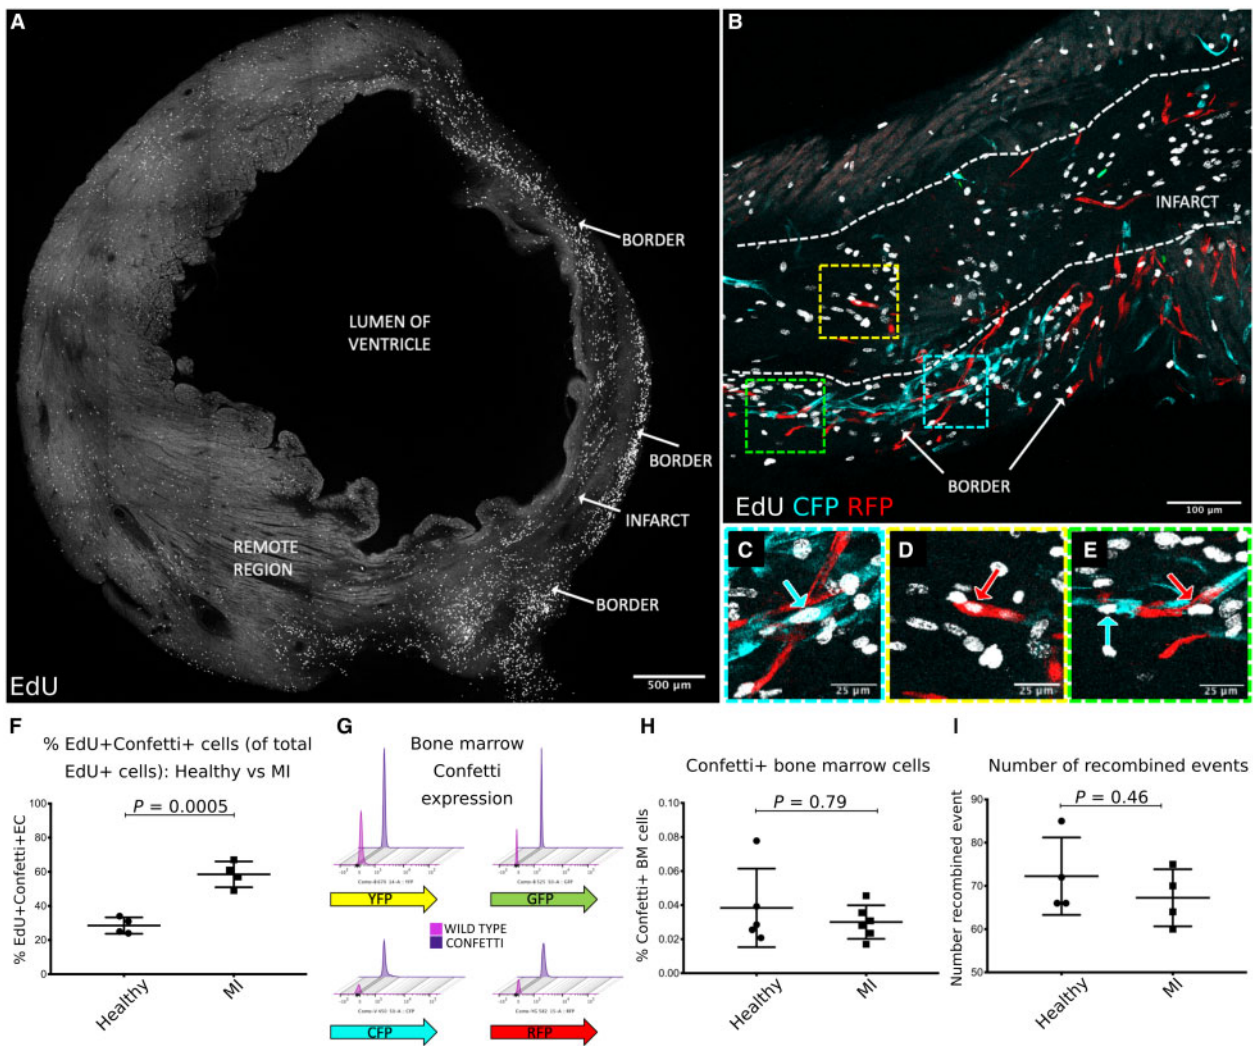 A
BORDER
LUMEN OF
VENTRICLE
BORDER
INFARCT
REMOTE
REGION
BORDER
500 µm
EdU
B
INFARCT
BORDER
EdU CFP RFP
100 µm
C
25 µm
D
25 µm
E
25 µm
F
% EdU+Confetti+ cells (of total
EdU+ cells): Healthy vs MI
P = 0.0005
% EdU+Confetti+EC
100
80
60
40
20
0
Healthy
MI
G
Bone marrow
Confetti
expression
YFP
GFP
WILD TYPE
CONFETTI
CFP
RFP
H
Confetti+ bone marrow cells
P = 0.79
% Confetti+ BM cells
0.10
0.08
0.06
0.04
0.02
0.00
Healthy
MI
I
Number of recombined events
P = 0.46
Number recombined event
90
80
70
60
50
Healthy
MI